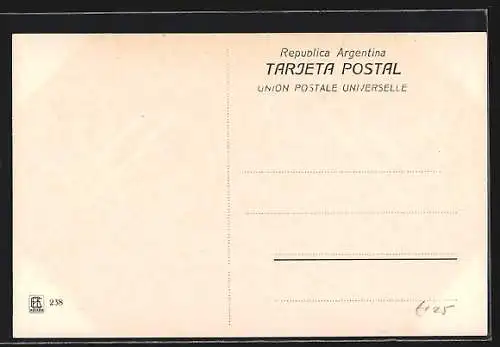 Republica Argentina
TARJETA POSTAL
UNION POSTALE UNIVERSELLE
238